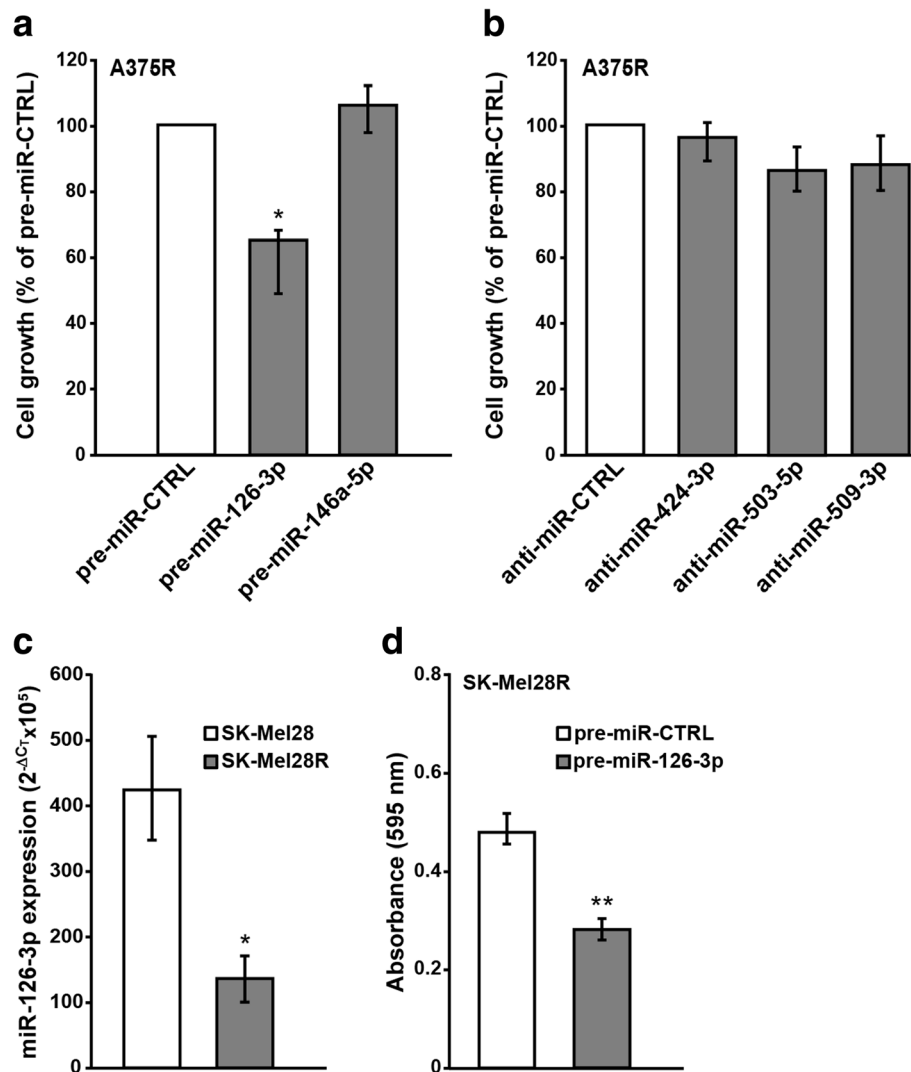 a
A375R
Cell growth (% of pre-miR-CTRL)
120
100
80
60
40
20
0
*
pre-miR-CTRL
pre-miR-126-3p
pre-miR-146a-5p
b
A375R
Cell growth (% of pre-miR-CTRL)
120
100
80
60
40
20
0
anti-miR-CTRL
anti-miR-424-3p
anti-miR-503-5p
anti-miR-509-3p
c
miR-126-3p expression (2^-ΔCT x10^5)
600
500
400
300
200
100
0
SK-Mel28
SK-Mel28R
*
d
SK-Mel28R
Absorbance (595 nm)
0.8
0.6
0.4
0.2
0
pre-miR-CTRL
pre-miR-126-3p
**